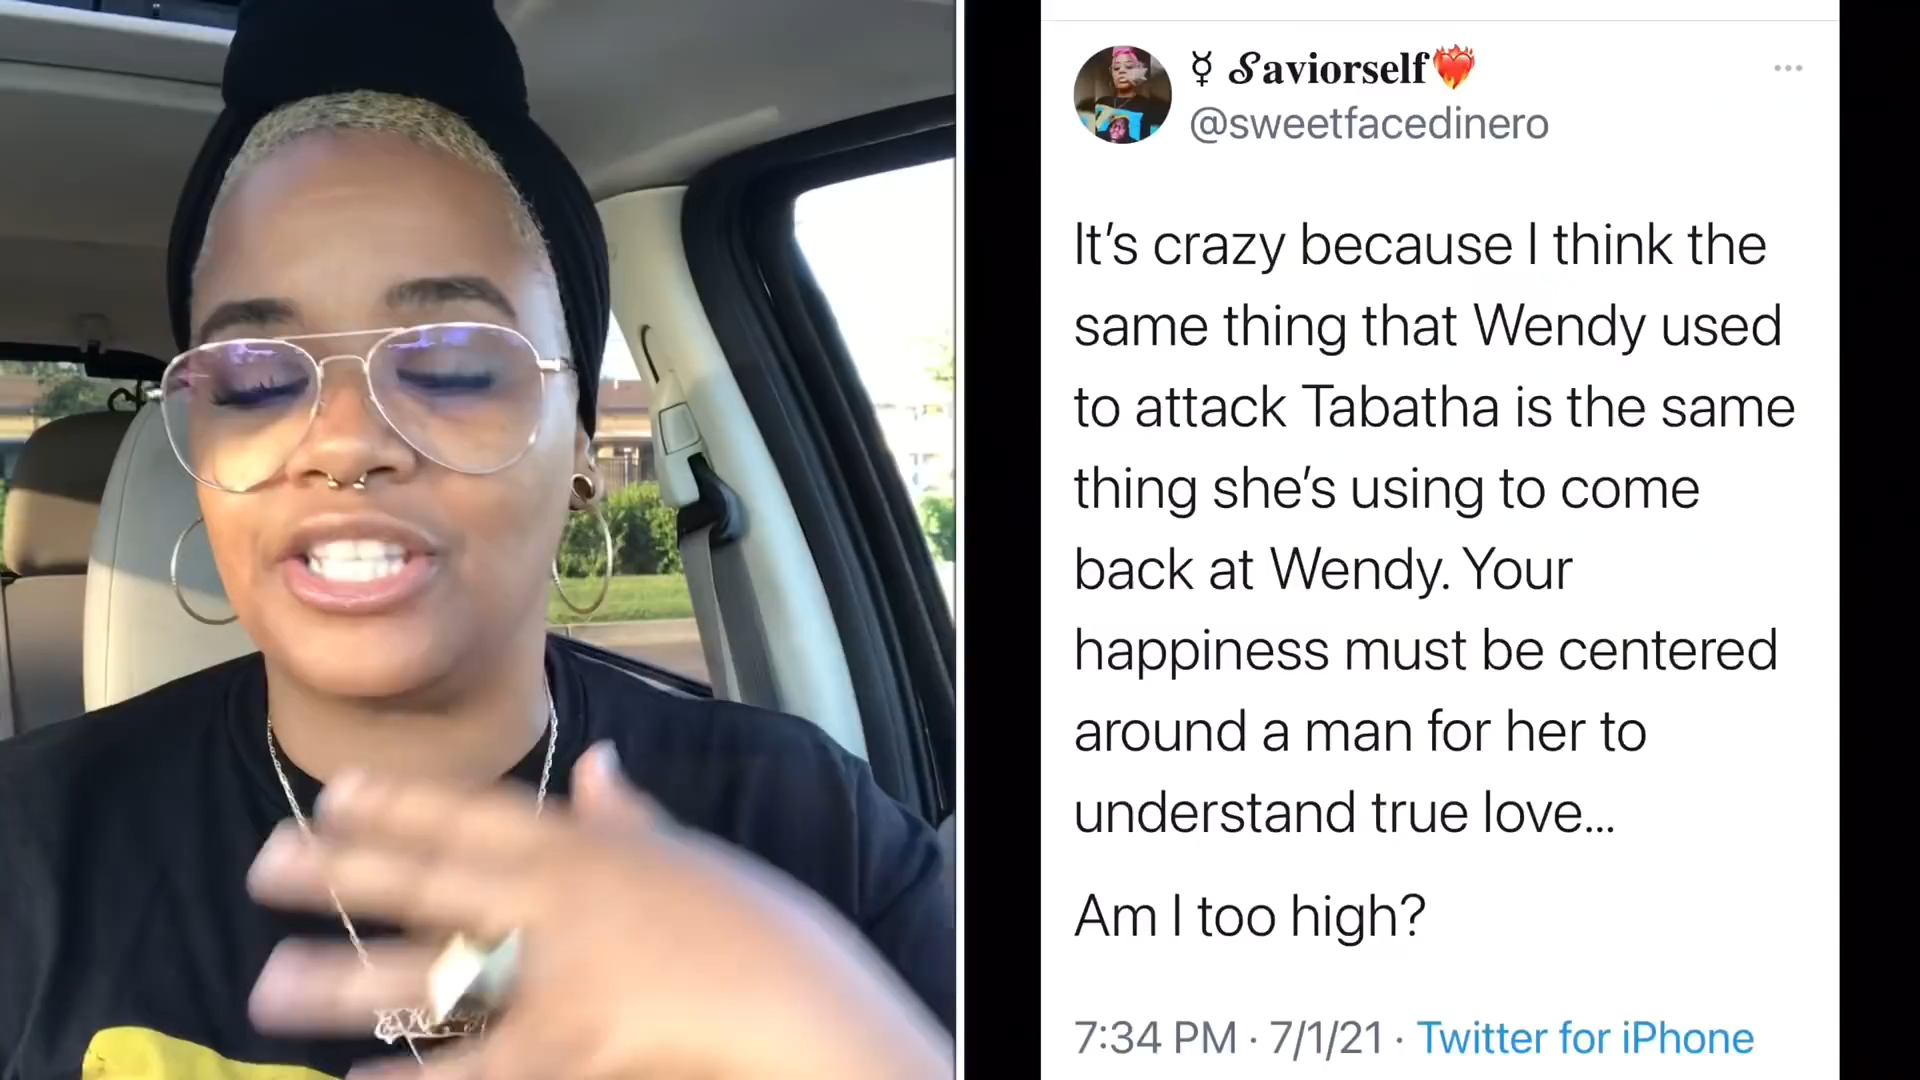 ☿ 𝓢aviorself❤️‍🔥
@sweetfacedinero
It’s crazy because I think the
same thing that Wendy used
to attack Tabatha is the same
thing she’s using to come
back at Wendy. Your
happiness must be centered
around a man for her to
understand true love…
Am I too high?
7:34 PM · 7/1/21 · Twitter for iPhone